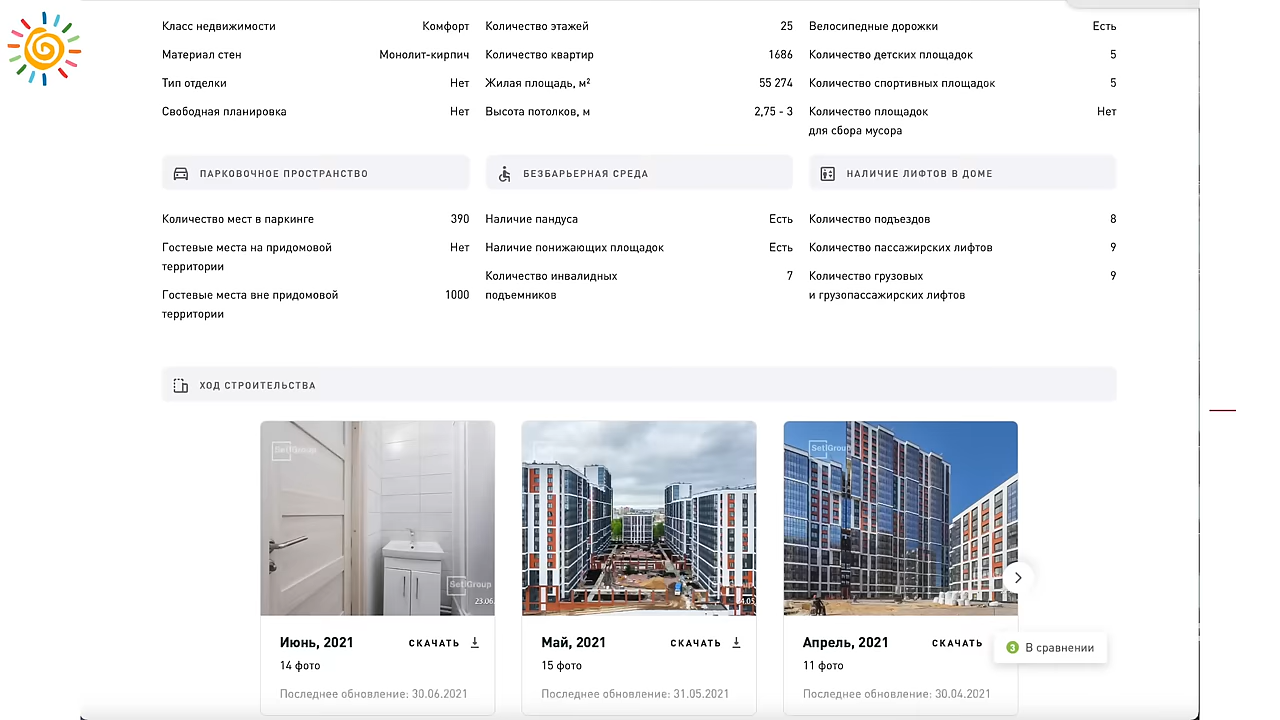 Класс недвижимости Комфорт
Материал стен Монолит-кирпич
Тип отделки Нет
Свободная планировка Нет
Количество этажей 25
Количество квартир 1686
Жилая площадь, м² 55 274
Высота потолков, м 2,75 - 3
Велосипедные дорожки Есть
Количество детских площадок 5
Количество спортивных площадок 5
Количество площадок Нет
для сбора мусора
ПАРКОВОЧНОЕ ПРОСТРАНСТВО
Количество мест в паркинге 390
Гостевые места на придомовой Нет
территории
Гостевые места вне придомовой 1000
территории
БЕЗБАРЬЕРНАЯ СРЕДА
Наличие пандуса Есть
Наличие понижающих площадок Есть
Количество инвалидных 7
подъемников
НАЛИЧИЕ ЛИФТОВ В ДОМЕ
Количество подъездов 8
Количество пассажирских лифтов 9
Количество грузовых 9
и грузопассажирских лифтов
ХОД СТРОИТЕЛЬСТВА
SetlGroup
SetlGroup
23.06
Июнь, 2021 СКАЧАТЬ
14 фото
Последнее обновление: 30.06.2021
Май, 2021 СКАЧАТЬ
15 фото
Последнее обновление: 31.05.2021
SetlGroup
Апрель, 2021 СКАЧАТЬ
11 фото
Последнее обновление: 30.04.2021
3 В сравнении